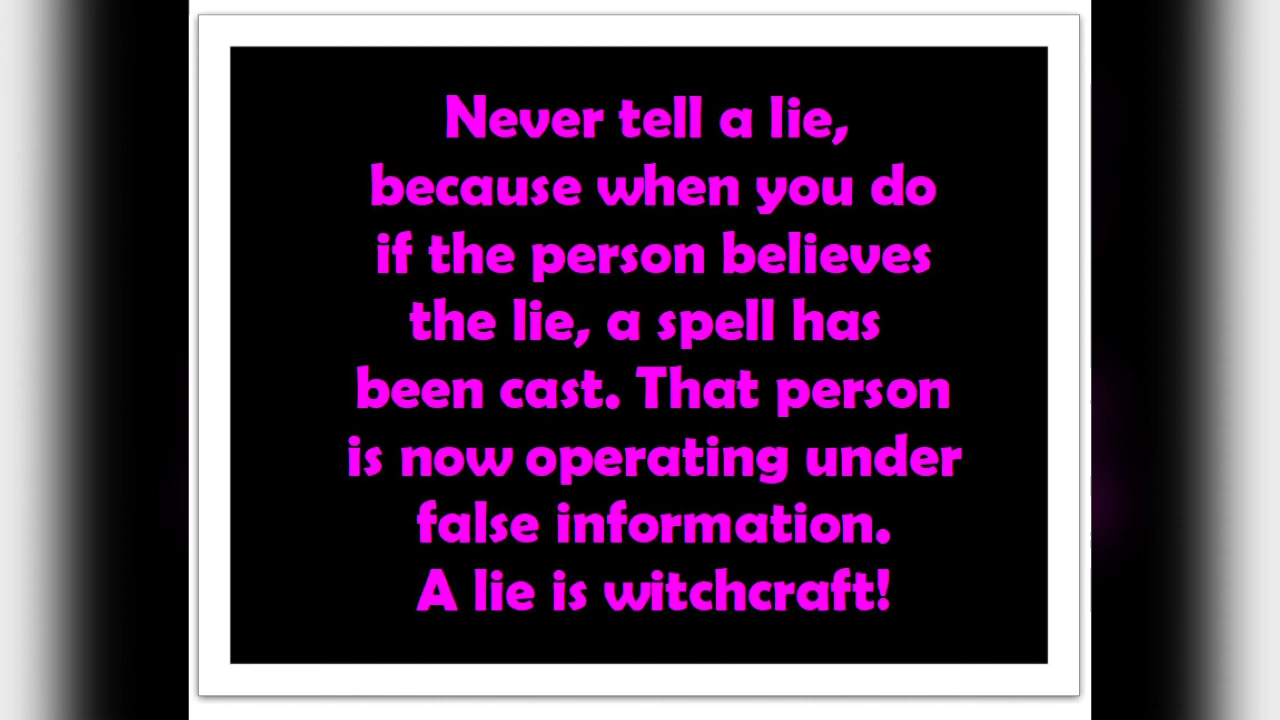 Never tell a lie,
because when you do
if the person believes
the lie, a spell has
been cast. That person
is now operating under
false information.
A lie is witchcraft!